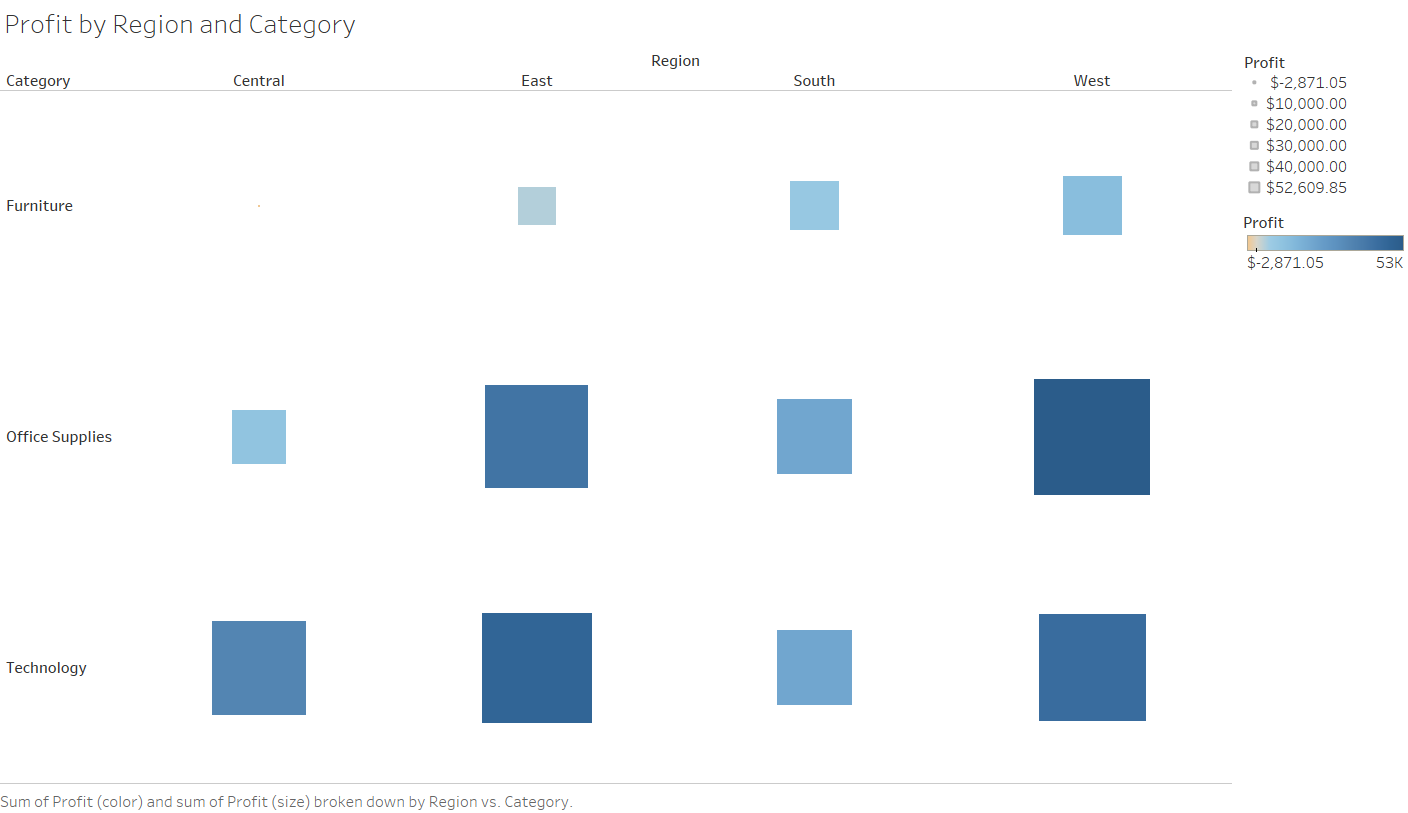 Profit by Region and Category
Region
Category Central East South West
Furniture
Office Supplies
Technology
Sum of Profit (color) and sum of Profit (size) broken down by Region vs. Category.
Profit
$-2,871.05
$10,000.00
$20,000.00
$30,000.00
$40,000.00
$52,609.85
Profit
$-2,871.05 53K